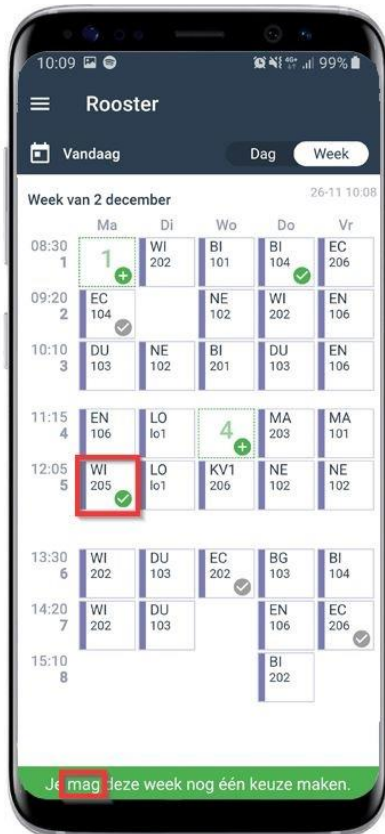 10:09 46+ 99%
Rooster
Vandaag Dag Week
Week van 2 december 26-11 10:08
Ma Di Wo Do Vr
08:30 1 WI BI BI EC
1 202 101 104 206
09:20 EC NE WI EN
2 104 102 202 106
10:10 DU NE BI DU EN
3 103 102 201 103 106
11:15 EN LO 4 MA MA
4 106 lo1 203 101
12:05 WI LO KV1 NE NE
5 205 lo1 206 102 102
13:30 WI DU EC BG BI
6 202 103 202 103 104
14:20 WI DU EN EC
7 202 103 106 206
15:10 BI
8 202
Je mag deze week nog één keuze maken.